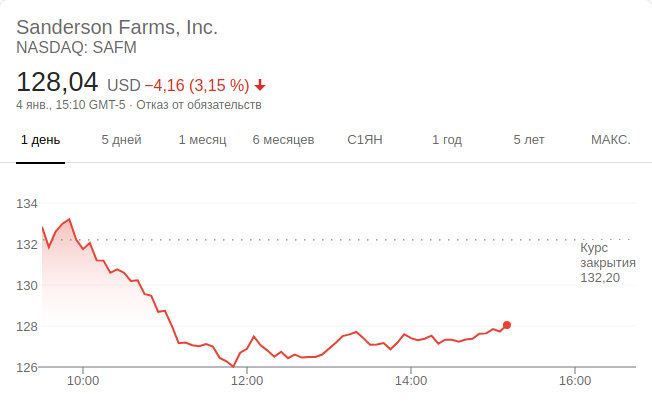 Sanderson Farms, Inc.
NASDAQ: SAFM
128,04 USD −4,16 (3,15 %)
4 янв., 15:10 GMT-5 · Отказ от обязательств
1 день 5 дней 1 месяц 6 месяцев С1ЯН 1 год 5 лет МАКС.
134
132
Курс
закрытия
132,20
130
128
126
10:00 12:00 14:00 16:00